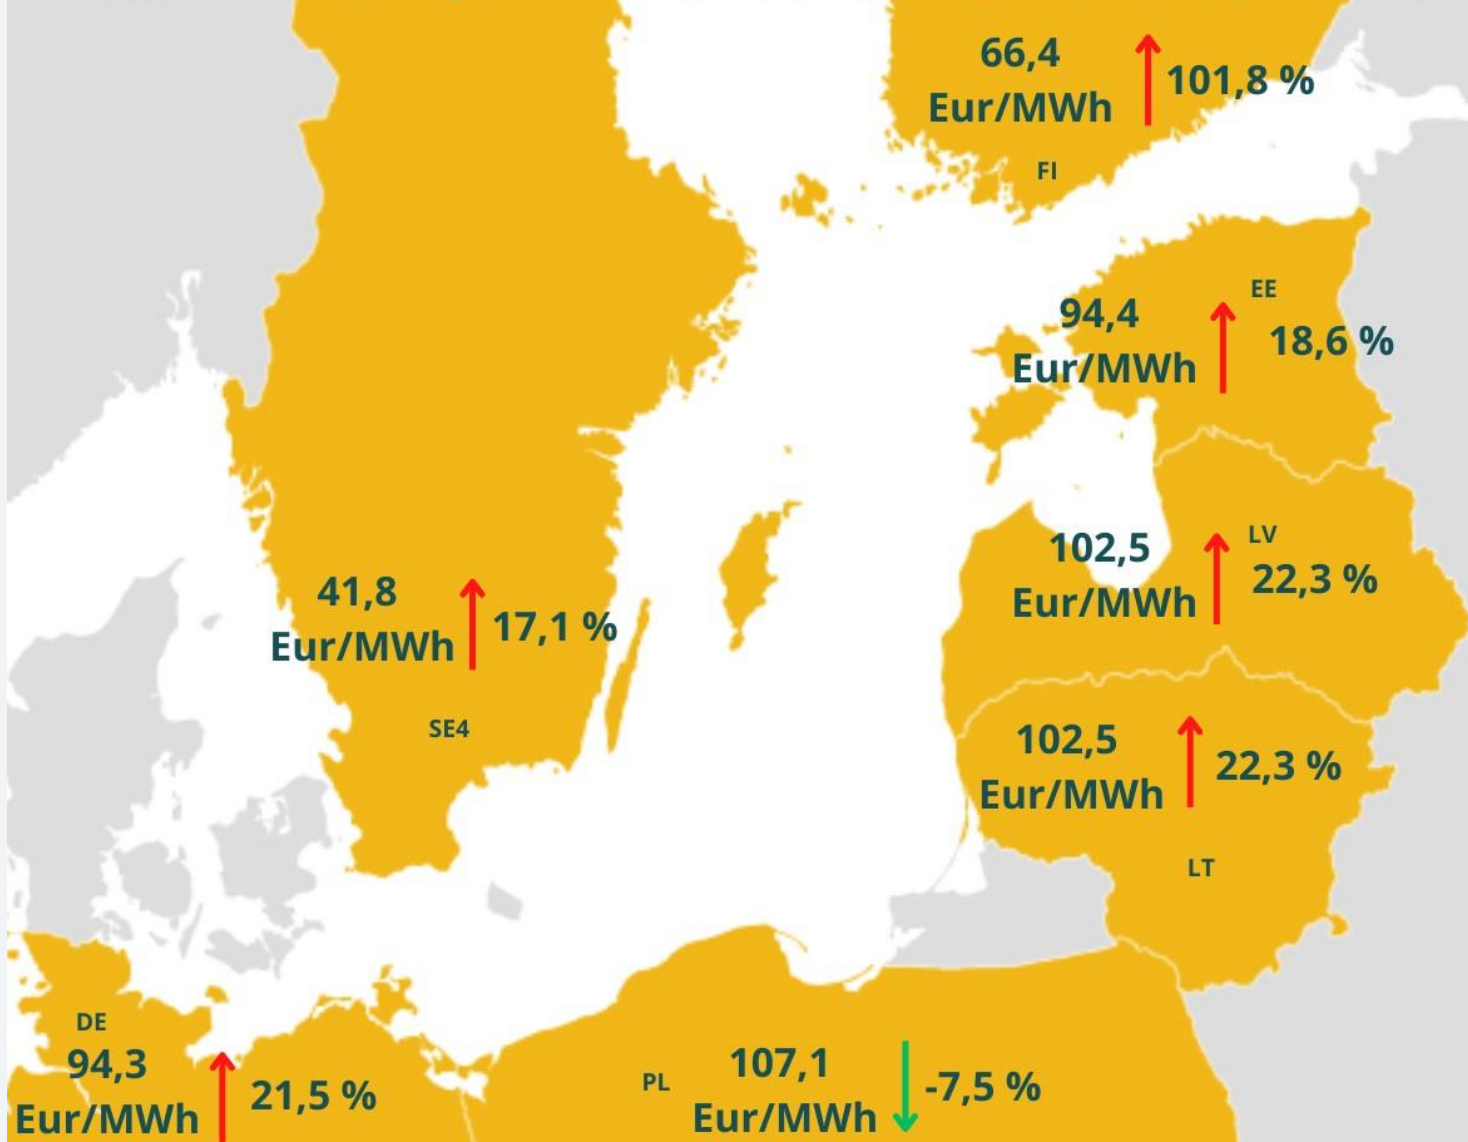 66,4
Eur/MWh
101,8 %
FI
EE
94,4
Eur/MWh
18,6 %
LV
102,5
Eur/MWh
22,3 %
41,8
Eur/MWh
17,1 %
SE4
102,5
Eur/MWh
22,3 %
LT
DE
94,3
Eur/MWh
21,5 %
PL
107,1
Eur/MWh
-7,5 %